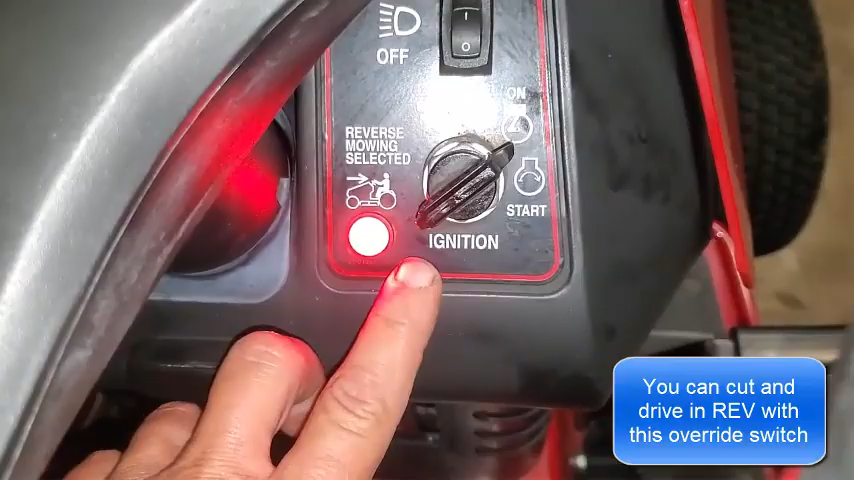 I
O
OFF
ON
REVERSE
MOWING
SELECTED
START
IGNITION
You can cut and
drive in REV with
this override switch